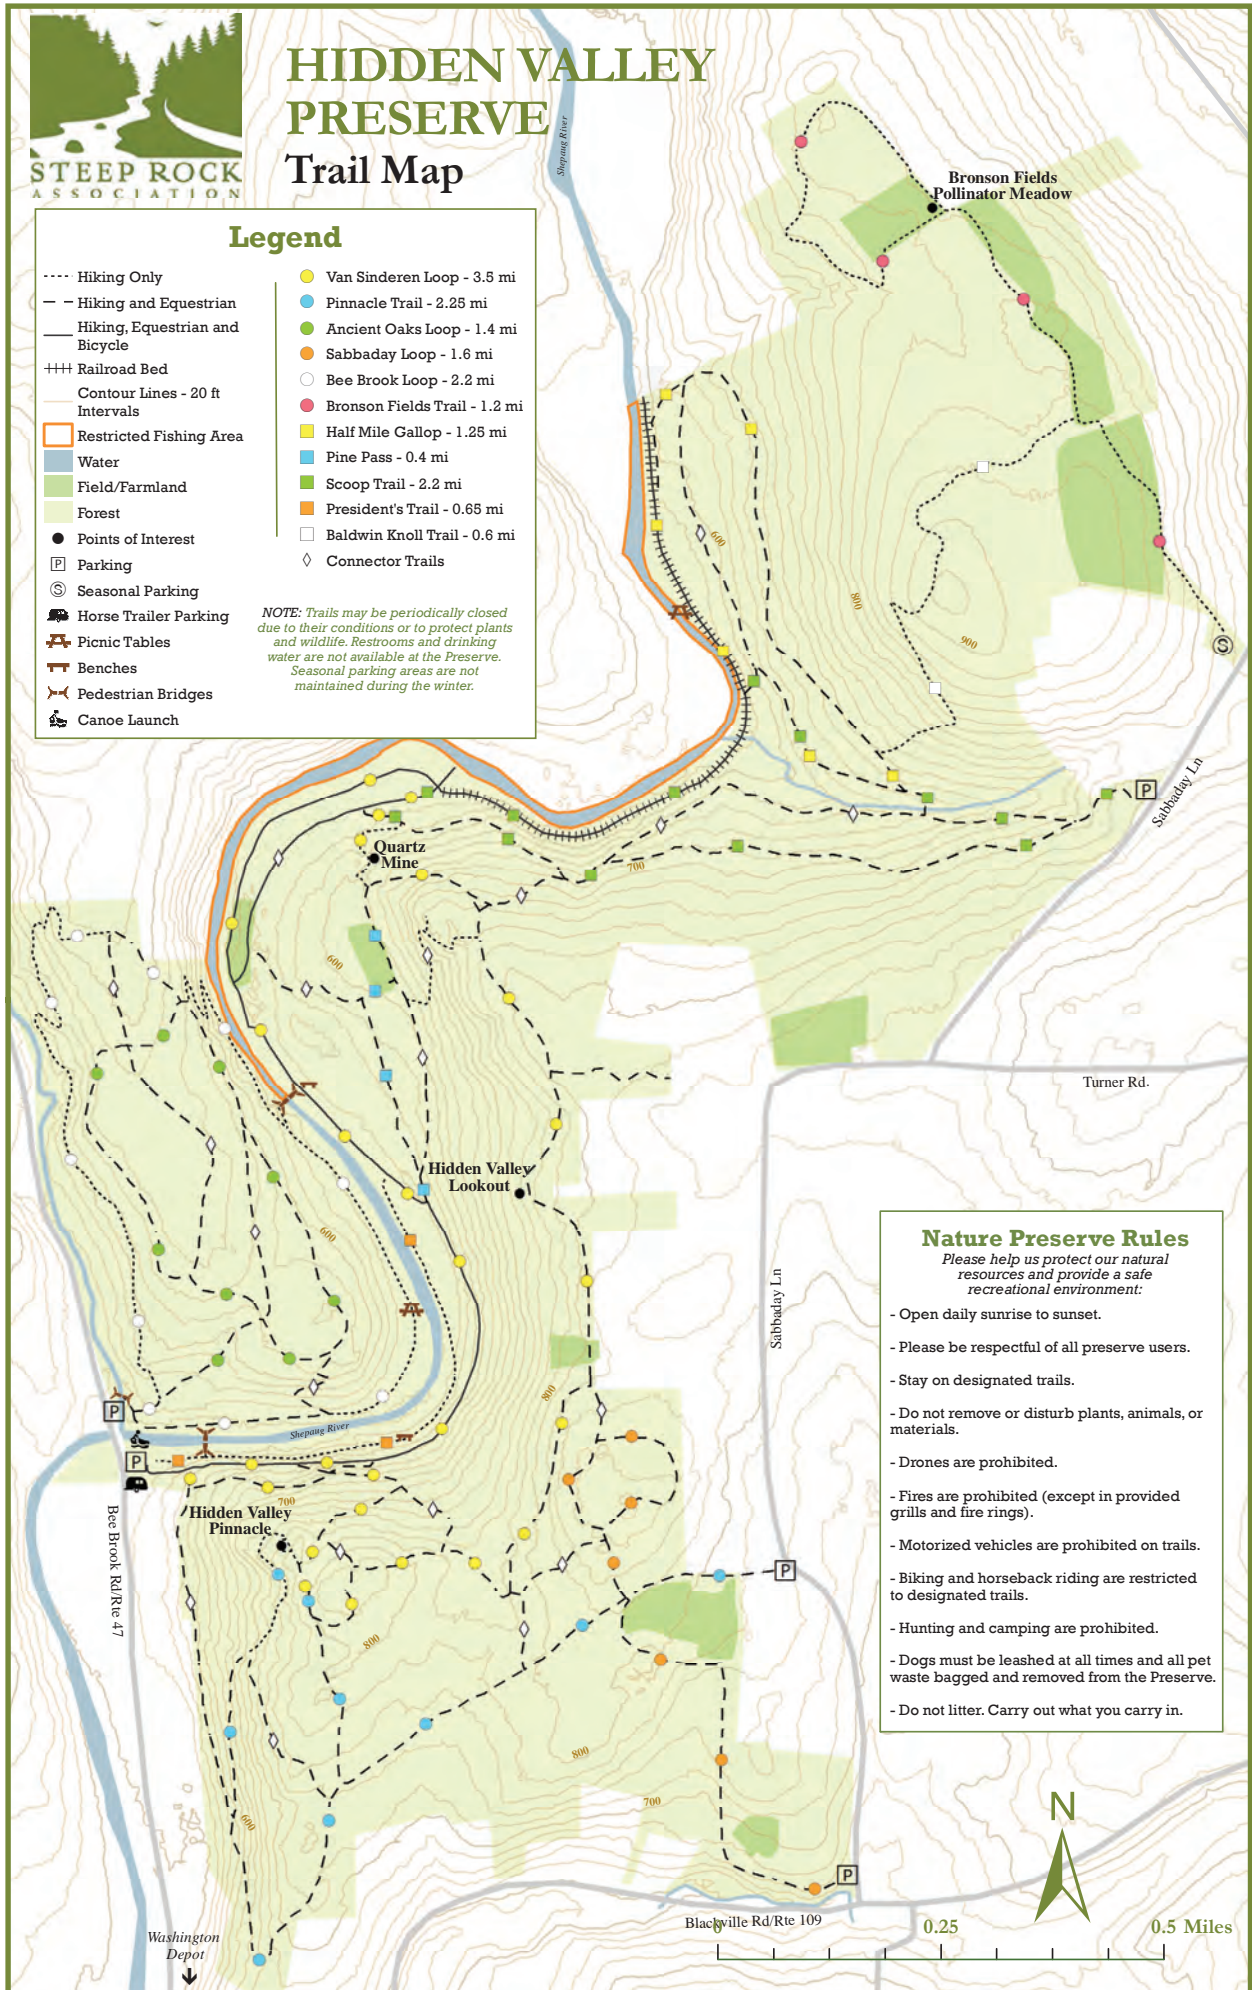 STEEP ROCK
ASSOCIATION
HIDDEN VALLEY
PRESERVE
Trail Map
Shepaug River
Legend
Hiking Only
Hiking and Equestrian
Hiking, Equestrian and
Bicycle
Railroad Bed
Contour Lines - 20 ft
Intervals
Restricted Fishing Area
Water
Field/Farmland
Forest
Points of Interest
P Parking
S Seasonal Parking
Horse Trailer Parking
Picnic Tables
Benches
Pedestrian Bridges
Canoe Launch
Van Sinderen Loop - 3.5 mi
Pinnacle Trail - 2.25 mi
Ancient Oaks Loop - 1.4 mi
Sabbaday Loop - 1.6 mi
Bee Brook Loop - 2.2 mi
Bronson Fields Trail - 1.2 mi
Half Mile Gallop - 1.25 mi
Pine Pass - 0.4 mi
Scoop Trail - 2.2 mi
President's Trail - 0.65 mi
Baldwin Knoll Trail - 0.6 mi
Connector Trails
NOTE: Trails may be periodically closed
due to their conditions or to protect plants
and wildlife. Restrooms and drinking
water are not available at the Preserve.
Seasonal parking areas are not
maintained during the winter.
Bronson Fields
Pollinator Meadow
600
800
900
S
P
Sabbaday Ln
Quartz
Mine
700
600
Turner Rd.
Hidden Valley
Lookout
600
Sabbaday Ln
800
P
Shepaug River
P
Hidden Valley
Pinnacle
700
Bee Brook Rd/Rte 47
P
800
800
600
700
P
Washington
Depot
Blackville Rd/Rte 109
Nature Preserve Rules
Please help us protect our natural
resources and provide a safe
recreational environment:
- Open daily sunrise to sunset.
- Please be respectful of all preserve users.
- Stay on designated trails.
- Do not remove or disturb plants, animals, or
materials.
- Drones are prohibited.
- Fires are prohibited (except in provided
grills and fire rings).
- Motorized vehicles are prohibited on trails.
- Biking and horseback riding are restricted
to designated trails.
- Hunting and camping are prohibited.
- Dogs must be leashed at all times and all pet
waste bagged and removed from the Preserve.
- Do not litter. Carry out what you carry in.
N
0 0.25 0.5 Miles